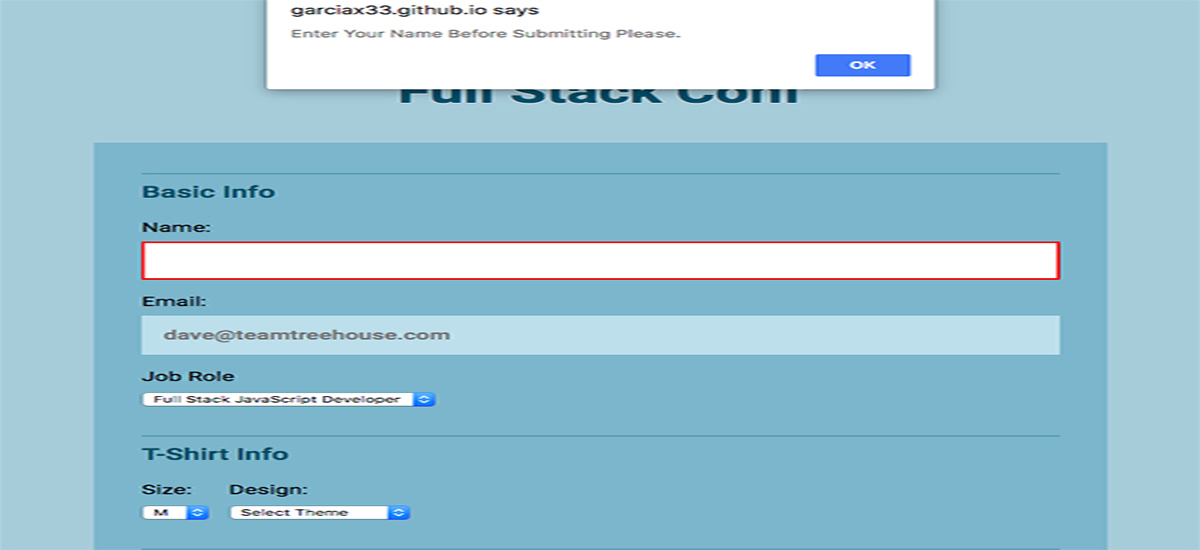 garciax33.github.io says
Enter Your Name Before Submitting Please.
OK
Full Stack Conf
Basic Info
Name:
Email:
dave@teamtreehouse.com
Job Role
Full Stack JavaScript Developer
T-Shirt Info
Size: Design:
M Select Theme